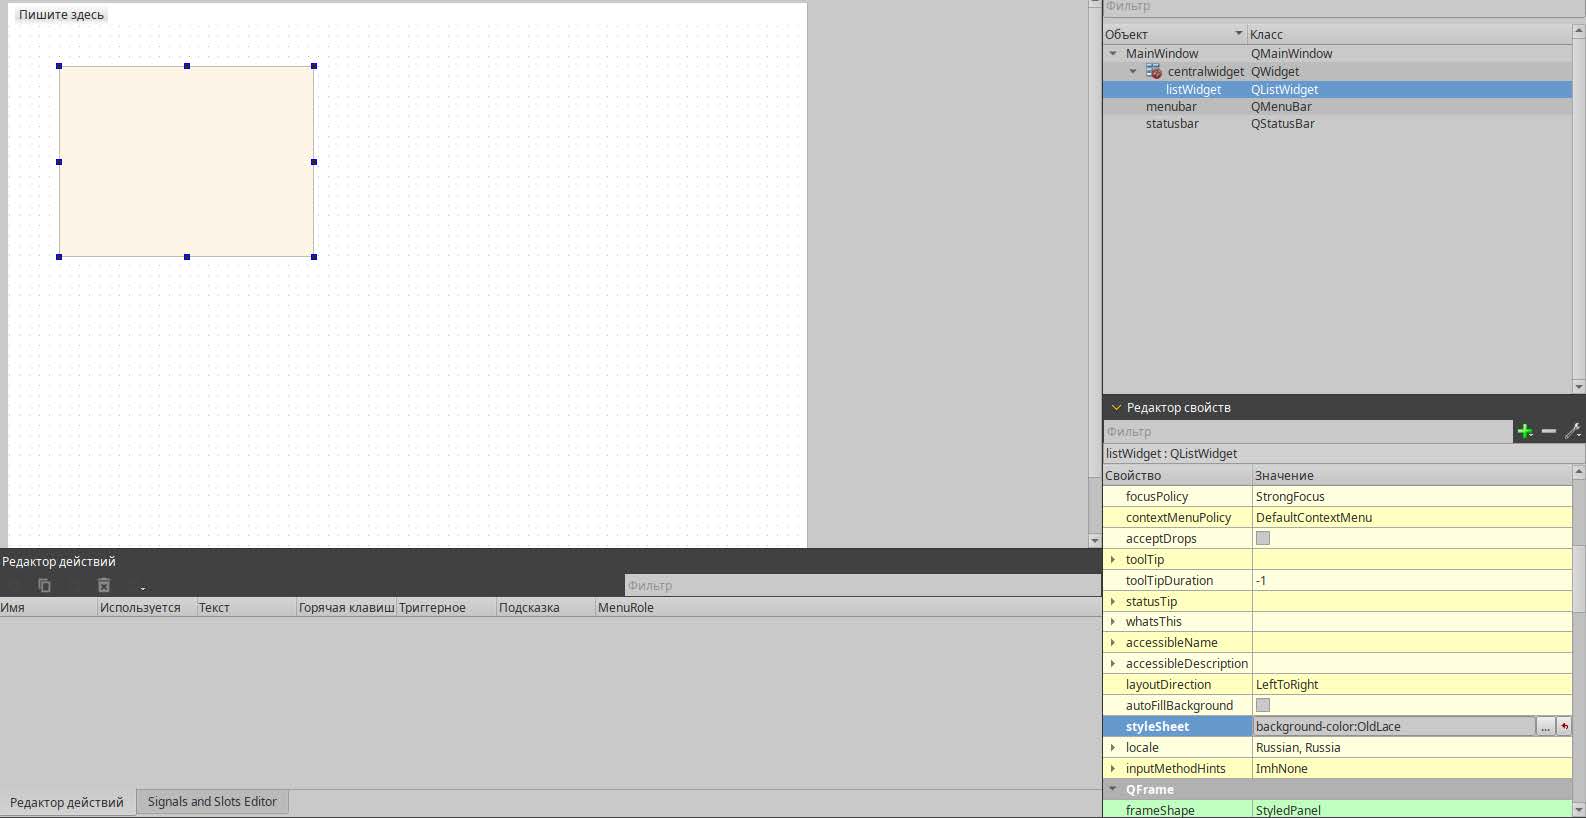 Пишите здесь
Фильтр
Объект Класс
MainWindow QMainWindow
centralwidget QWidget
listWidget QListWidget
menubar QMenuBar
statusbar QStatusBar
Редактор свойств
Фильтр
listWidget : QListWidget
Свойство Значение
focusPolicy StrongFocus
contextMenuPolicy DefaultContextMenu
acceptDrops
toolTip
toolTipDuration -1
statusTip
whatsThis
accessibleName
accessibleDescription
layoutDirection LeftToRight
autoFillBackground
styleSheet background-color:OldLace ...
locale Russian, Russia
inputMethodHints ImhNone
QFrame
frameShape StyledPanel
Редактор действий
Фильтр
Имя Используется Текст Горячая клавиш Триггерное Подсказка MenuRole
Редактор действий Signals and Slots Editor